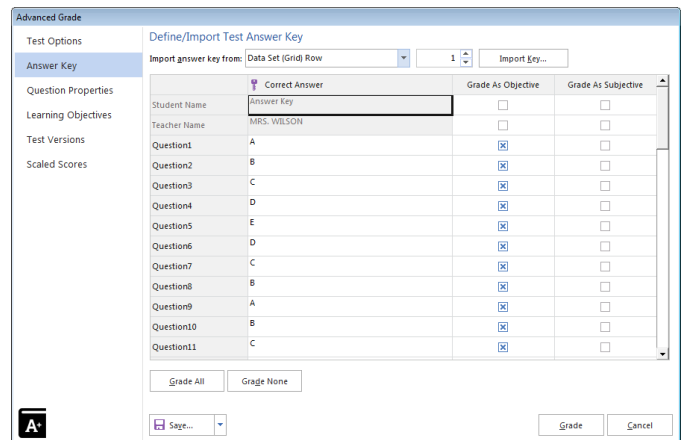 Advanced Grade
Test Options
Answer Key
Question Properties
Learning Objectives
Test Versions
Scaled Scores
Define/Import Test Answer Key
Import answer key from: Data Set (Grid) Row 1 Import Key...
Correct Answer Grade As Objective Grade As Subjective
Student Name Answer Key
Teacher Name MRS. WILSON
Question1 A
Question2 B
Question3 C
Question4 D
Question5 E
Question6 D
Question7 C
Question8 B
Question9 A
Question10 B
Question11 C
Grade All Grade None
A+ Save... Grade Cancel